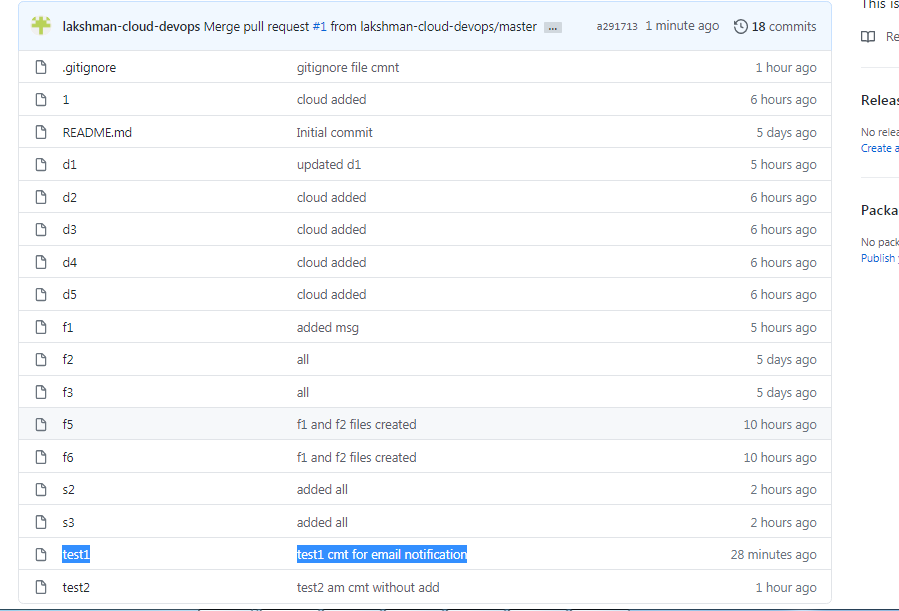 This is
lakshman-cloud-devops Merge pull request #1 from lakshman-cloud-devops/master ... a291713 1 minute ago 18 commits
Re
.gitignore gitignore file cmnt 1 hour ago
1 cloud added 6 hours ago
Releas
README.md Initial commit 5 days ago
No relea
Create a
d1 updated d1 5 hours ago
d2 cloud added 6 hours ago
Packa
d3 cloud added 6 hours ago
No pack
Publish y
d4 cloud added 6 hours ago
d5 cloud added 6 hours ago
f1 added msg 5 hours ago
f2 all 5 days ago
f3 all 5 days ago
f5 f1 and f2 files created 10 hours ago
f6 f1 and f2 files created 10 hours ago
s2 added all 2 hours ago
s3 added all 2 hours ago
test1 test1 cmt for email notification 28 minutes ago
test2 test2 am cmt without add 1 hour ago